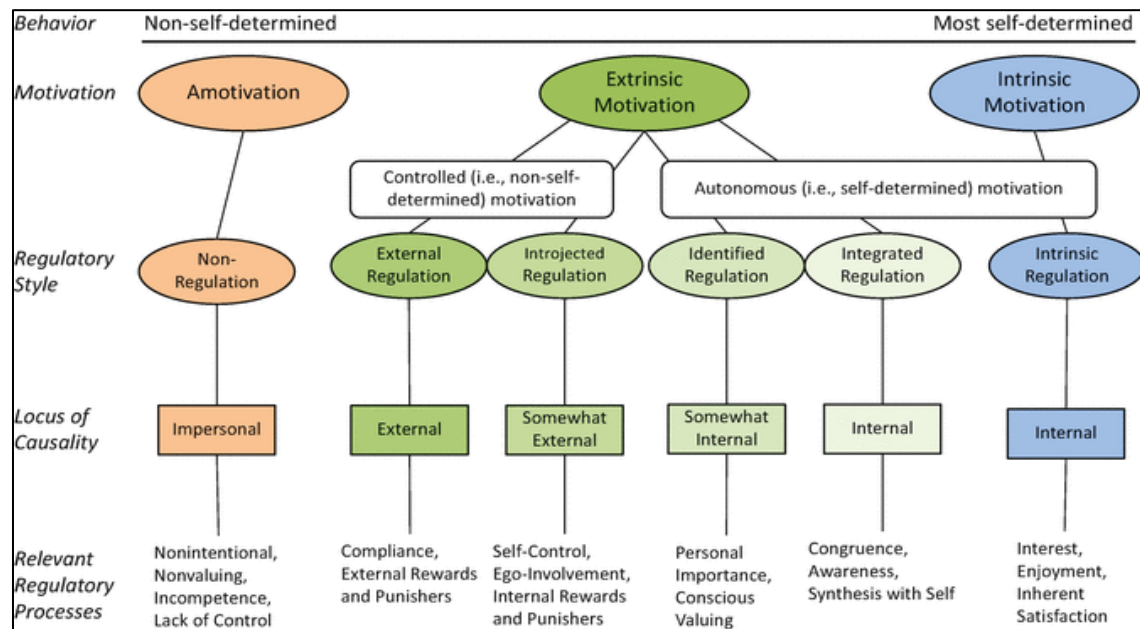 Behavior
Non-self-determined
Most self-determined
Motivation
Amotivation
Extrinsic
Motivation
Intrinsic
Motivation
Controlled (i.e., non-self-
determined) motivation
Autonomous (i.e., self-determined) motivation
Regulatory
Style
Non-
Regulation
External
Regulation
Introjected
Regulation
Identified
Regulation
Integrated
Regulation
Intrinsic
Regulation
Locus of
Causality
Impersonal
External
Somewhat
External
Somewhat
Internal
Internal
Internal
Relevant
Regulatory
Processes
Nonintentional,
Nonvaluing,
Incompetence,
Lack of Control
Compliance,
External Rewards
and Punishers
Self-Control,
Ego-Involvement,
Internal Rewards
and Punishers
Personal
Importance,
Conscious
Valuing
Congruence,
Awareness,
Synthesis with Self
Interest,
Enjoyment,
Inherent
Satisfaction